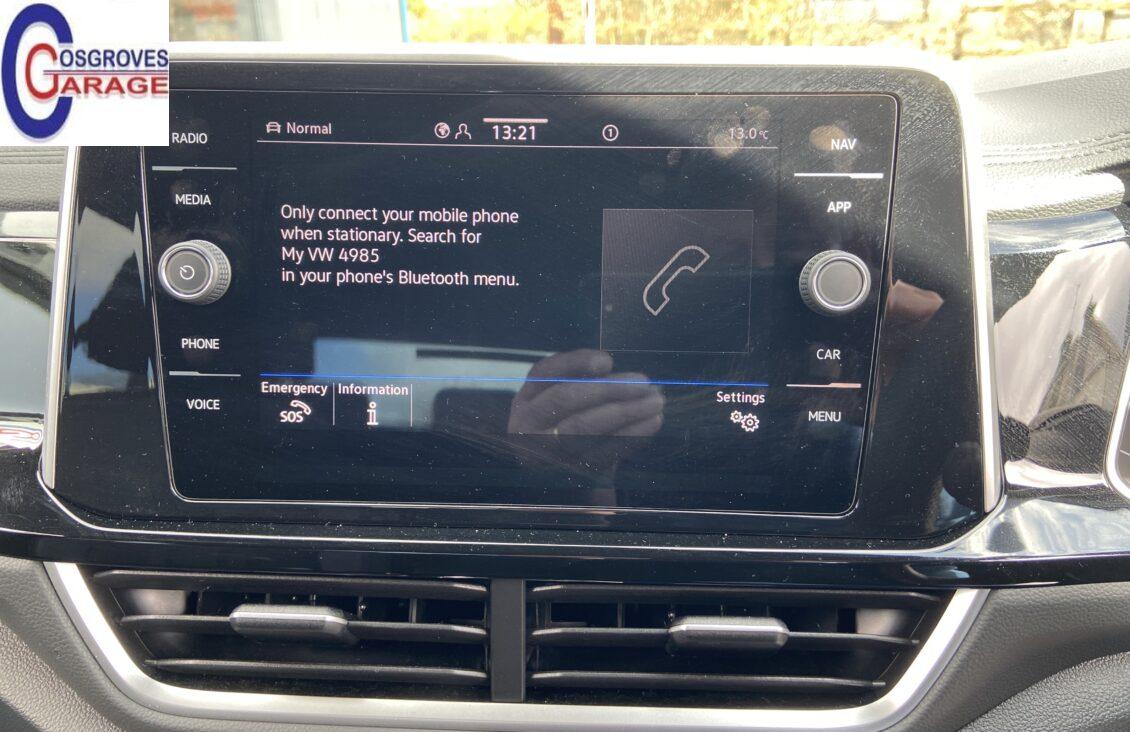 COSGROVES
GARAGE
RADIO
MEDIA
PHONE
VOICE
Normal
13:21
1
13.0°C
Only connect your mobile phone
when stationary. Search for
My VW 4985
in your phone's Bluetooth menu.
Emergency
SOS
Information
i
Settings
NAV
APP
CAR
MENU